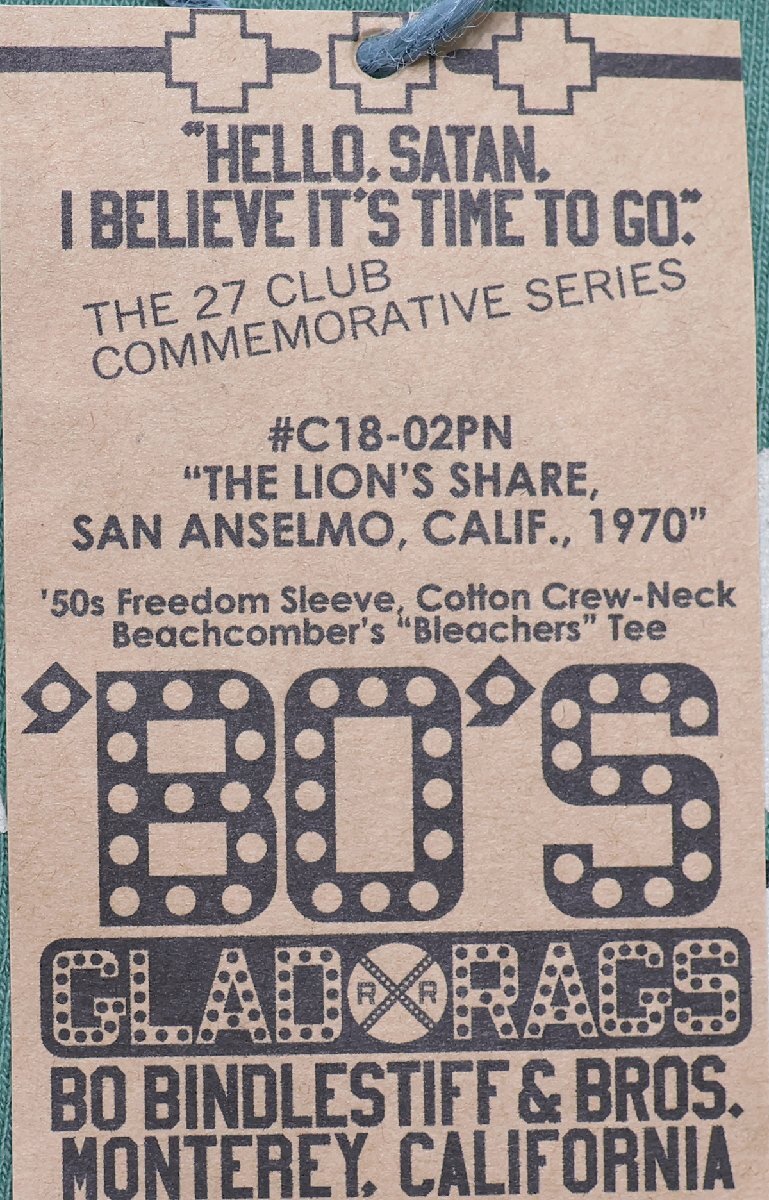 "HELLO, SATAN,
I BELIEVE IT'S TIME TO GO."
THE 27 CLUB
COMMEMORATIVE SERIES
#C18-02PN
"THE LION'S SHARE,
SAN ANSELMO, CALIF., 1970"
'50s Freedom Sleeve, Cotton Crew-Neck
Beachcomber's "Bleachers" Tee
'BO'S
GLAD R R RAGS
BO BINDLESTIFF & BROS.
MONTEREY, CALIFORNIA